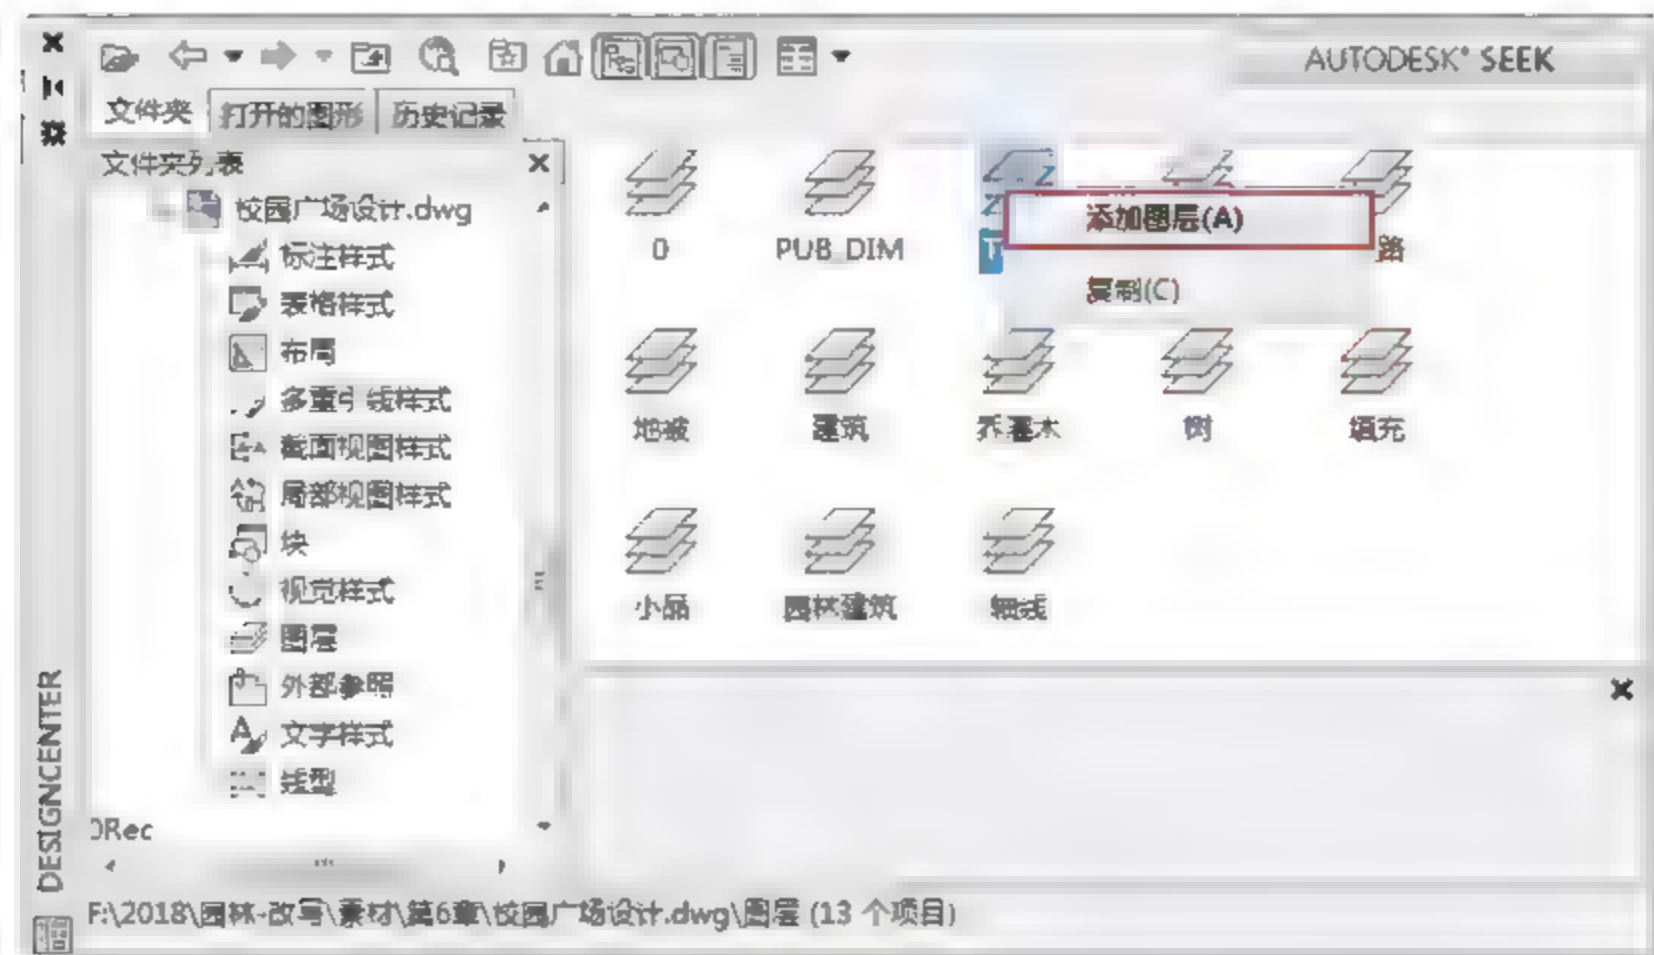 AUTODESK® SEEK
文件夹 打开的图形 历史记录
文件夹列表
校园广场设计.dwg
标注样式
表格样式
布局
多重引线样式
截面视图样式
局部视图样式
块
视觉样式
图层
外部参照
文字样式
线型
0 PUB_DIM
添加图层(A)
路
复制(C)
地被 建筑 乔灌木 树 填充
小品 园林建筑 轴线
DESIGNCENTER
F:\2018\园林-改写\素材\第6章\校园广场设计.dwg\图层 (13 个项目)